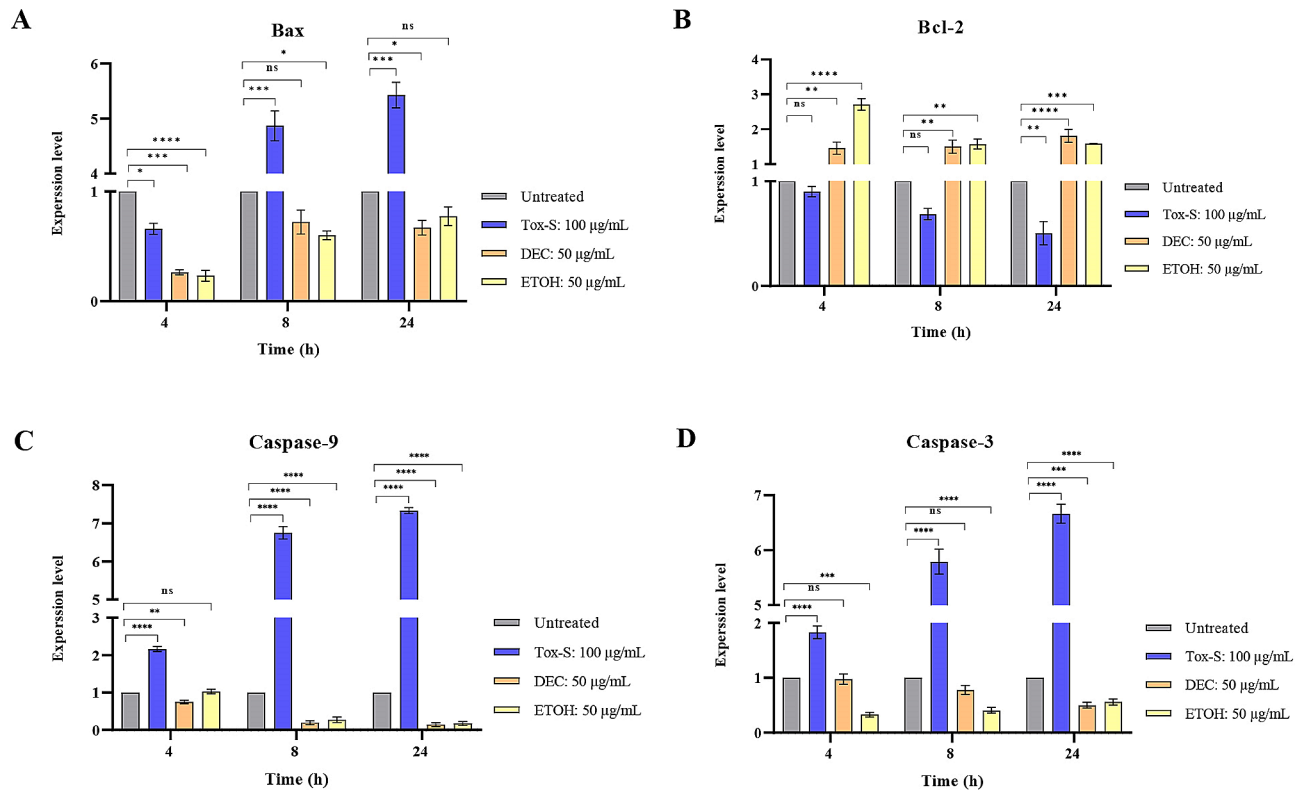 A
Bax
ns
*
***
*
ns
***
****
***
*
Experssion level
6
5
4
1
0
4
8
24
Time (h)
Untreated
Tox-S: 100 µg/mL
DEC: 50 µg/mL
ETOH: 50 µg/mL
B
Bcl-2
****
**
ns
**
**
ns
***
****
**
Experssion level
4
3
2
1
1
0
4
8
24
Time (h)
Untreated
Tox-S: 100 µg/mL
DEC: 50 µg/mL
ETOH: 50 µg/mL
C
Caspase-9
ns
**
****
****
****
****
****
****
****
Experssion level
8
7
6
5
3
2
1
0
4
8
24
Time (h)
Untreated
Tox-S: 100 µg/mL
DEC: 50 µg/mL
ETOH: 50 µg/mL
D
Caspase-3
***
ns
****
****
ns
****
****
***
****
Experssion level
7
6
5
2
1
0
4
8
24
Time (h)
Untreated
Tox-S: 100 µg/mL
DEC: 50 µg/mL
ETOH: 50 µg/mL